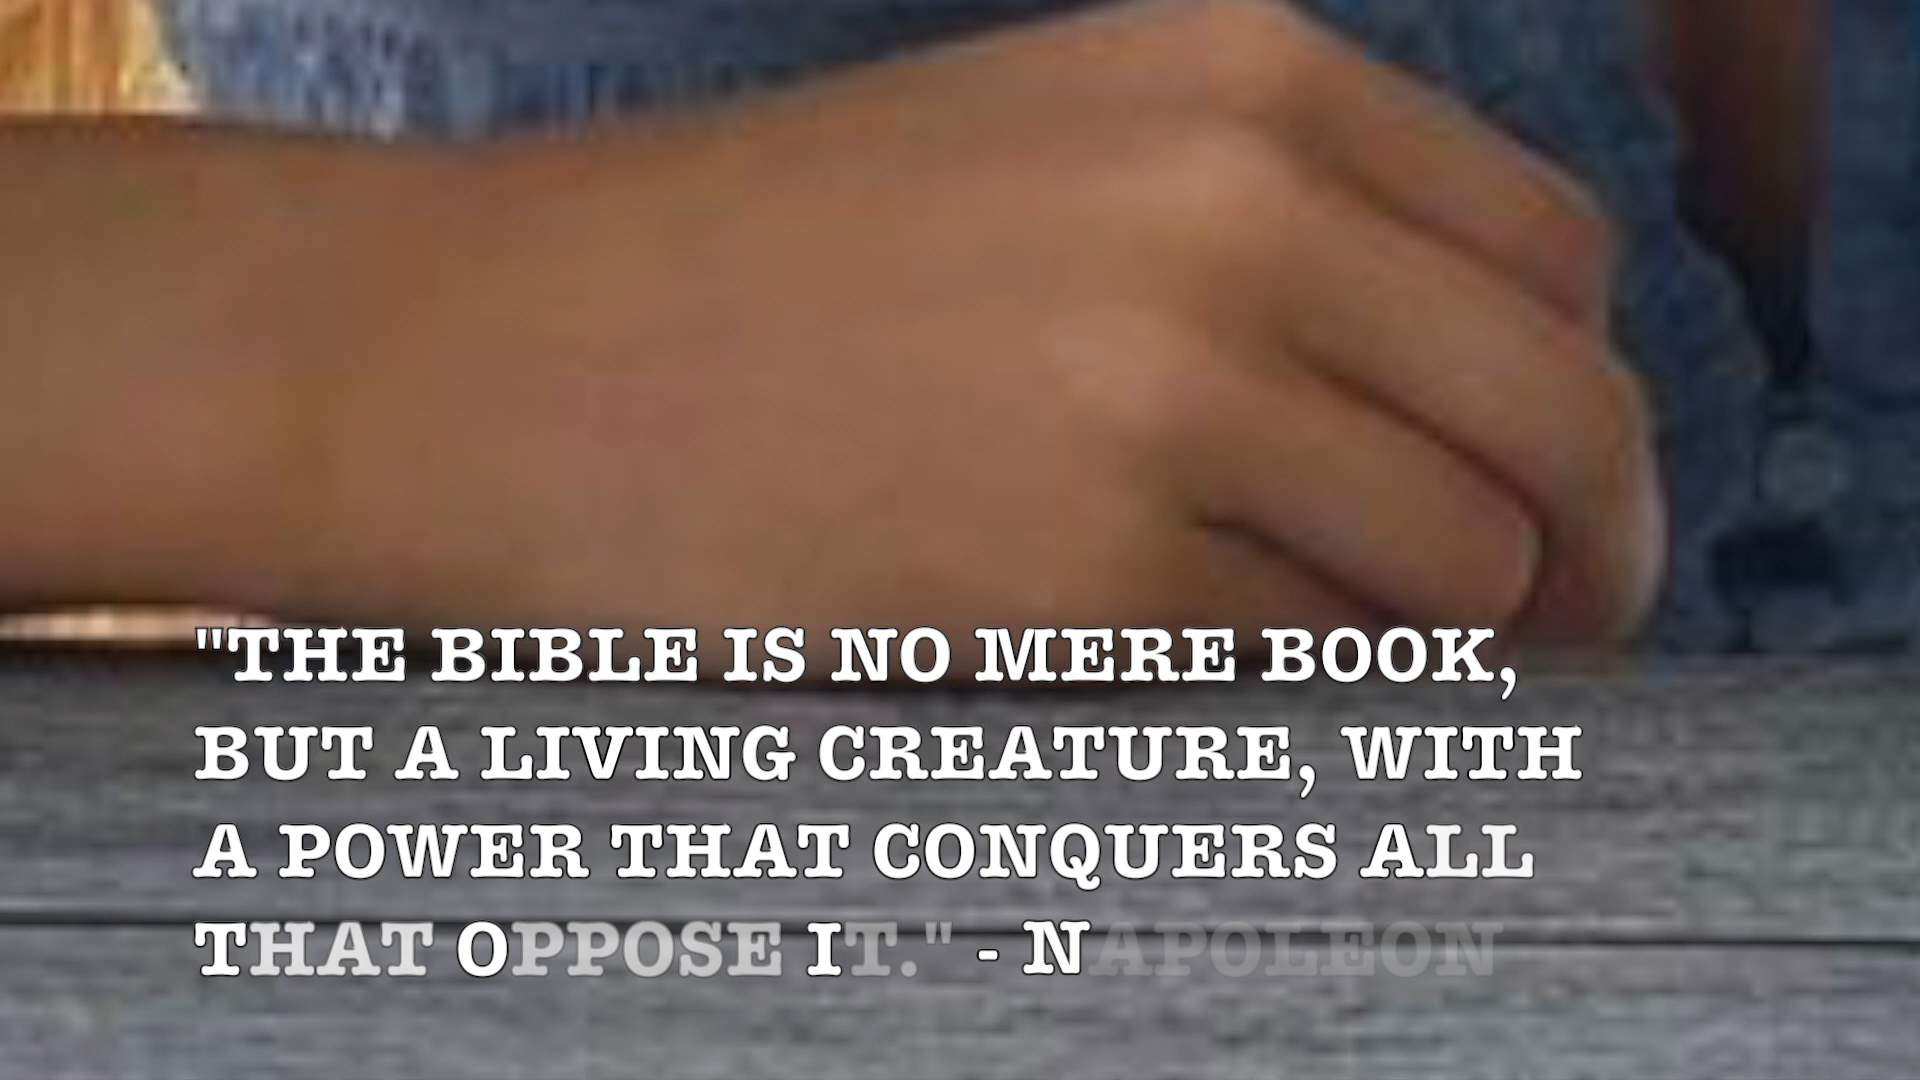 "THE BIBLE IS NO MERE BOOK,
BUT A LIVING CREATURE, WITH
A POWER THAT CONQUERS ALL
THAT OPPOSE IT." - NAPOLEON